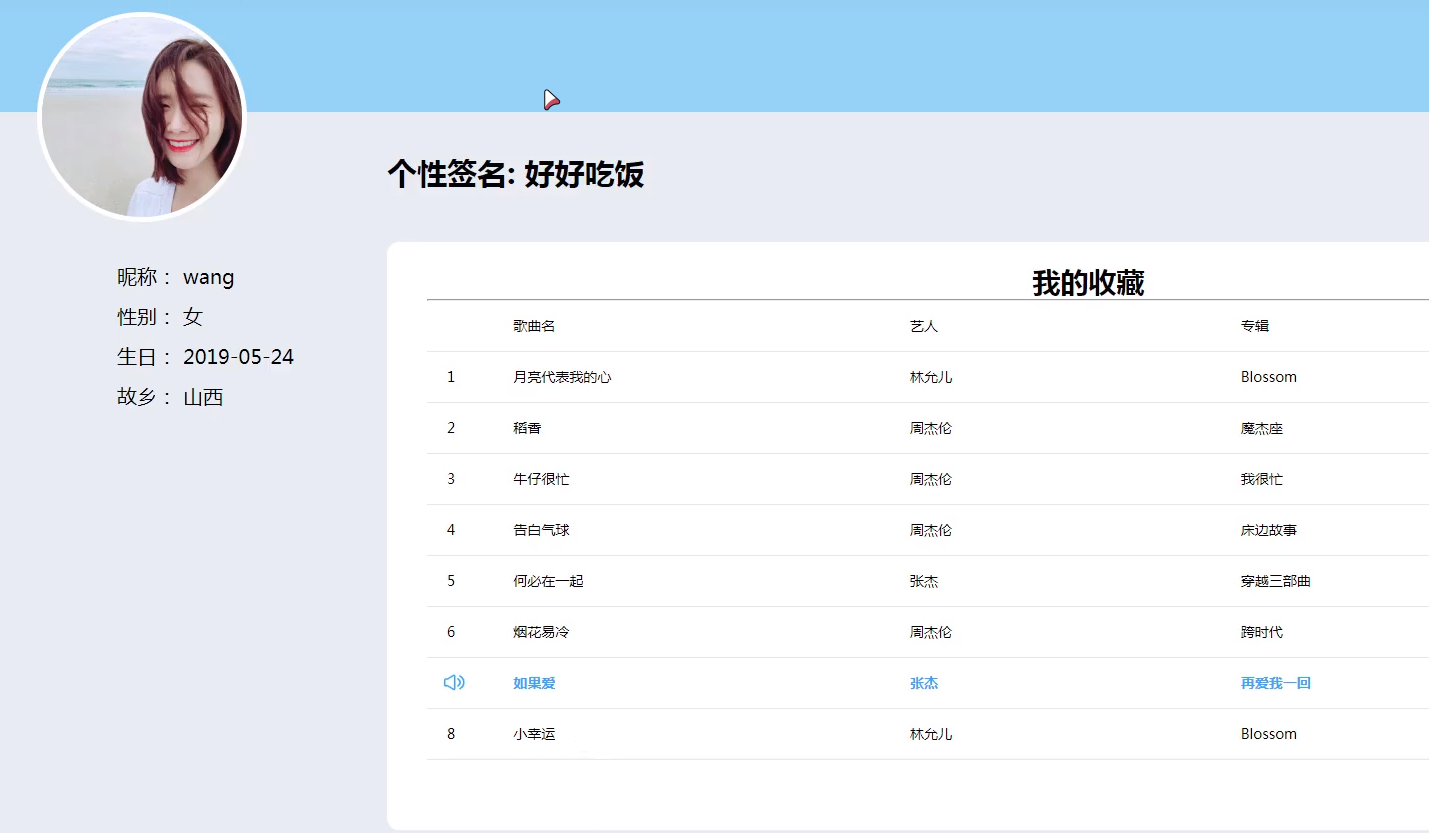 个性签名: 好好吃饭
昵称： wang
性别： 女
生日： 2019-05-24
故乡： 山西
我的收藏
歌曲名 艺人 专辑
1 月亮代表我的心 林允儿 Blossom
2 稻香 周杰伦 魔杰座
3 牛仔很忙 周杰伦 我很忙
4 告白气球 周杰伦 床边故事
5 何必在一起 张杰 穿越三部曲
6 烟花易冷 周杰伦 跨时代
如果爱 张杰 再爱我一回
8 小幸运 林允儿 Blossom